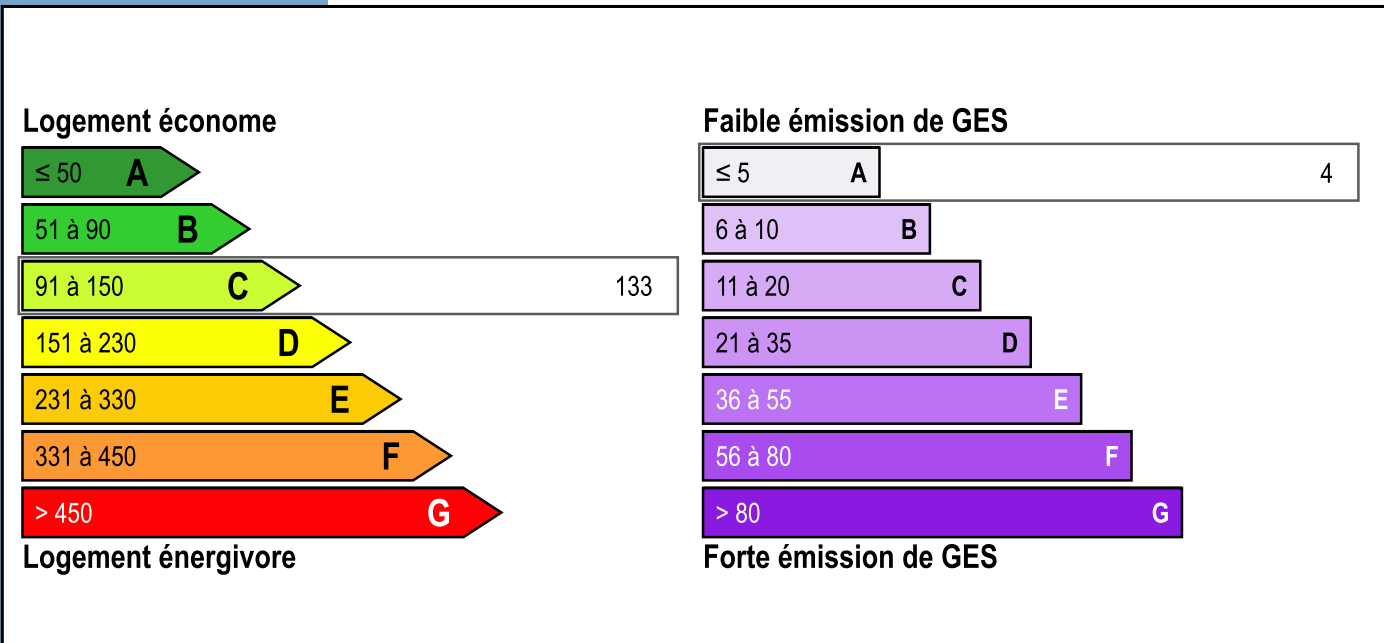 Logement économe
≤ 50 A
51 à 90 B
91 à 150 C 133
151 à 230 D
231 à 330 E
331 à 450 F
> 450 G
Logement énergivore
Faible émission de GES
≤ 5 A 4
6 à 10 B
11 à 20 C
21 à 35 D
36 à 55 E
56 à 80 F
> 80 G
Forte émission de GES